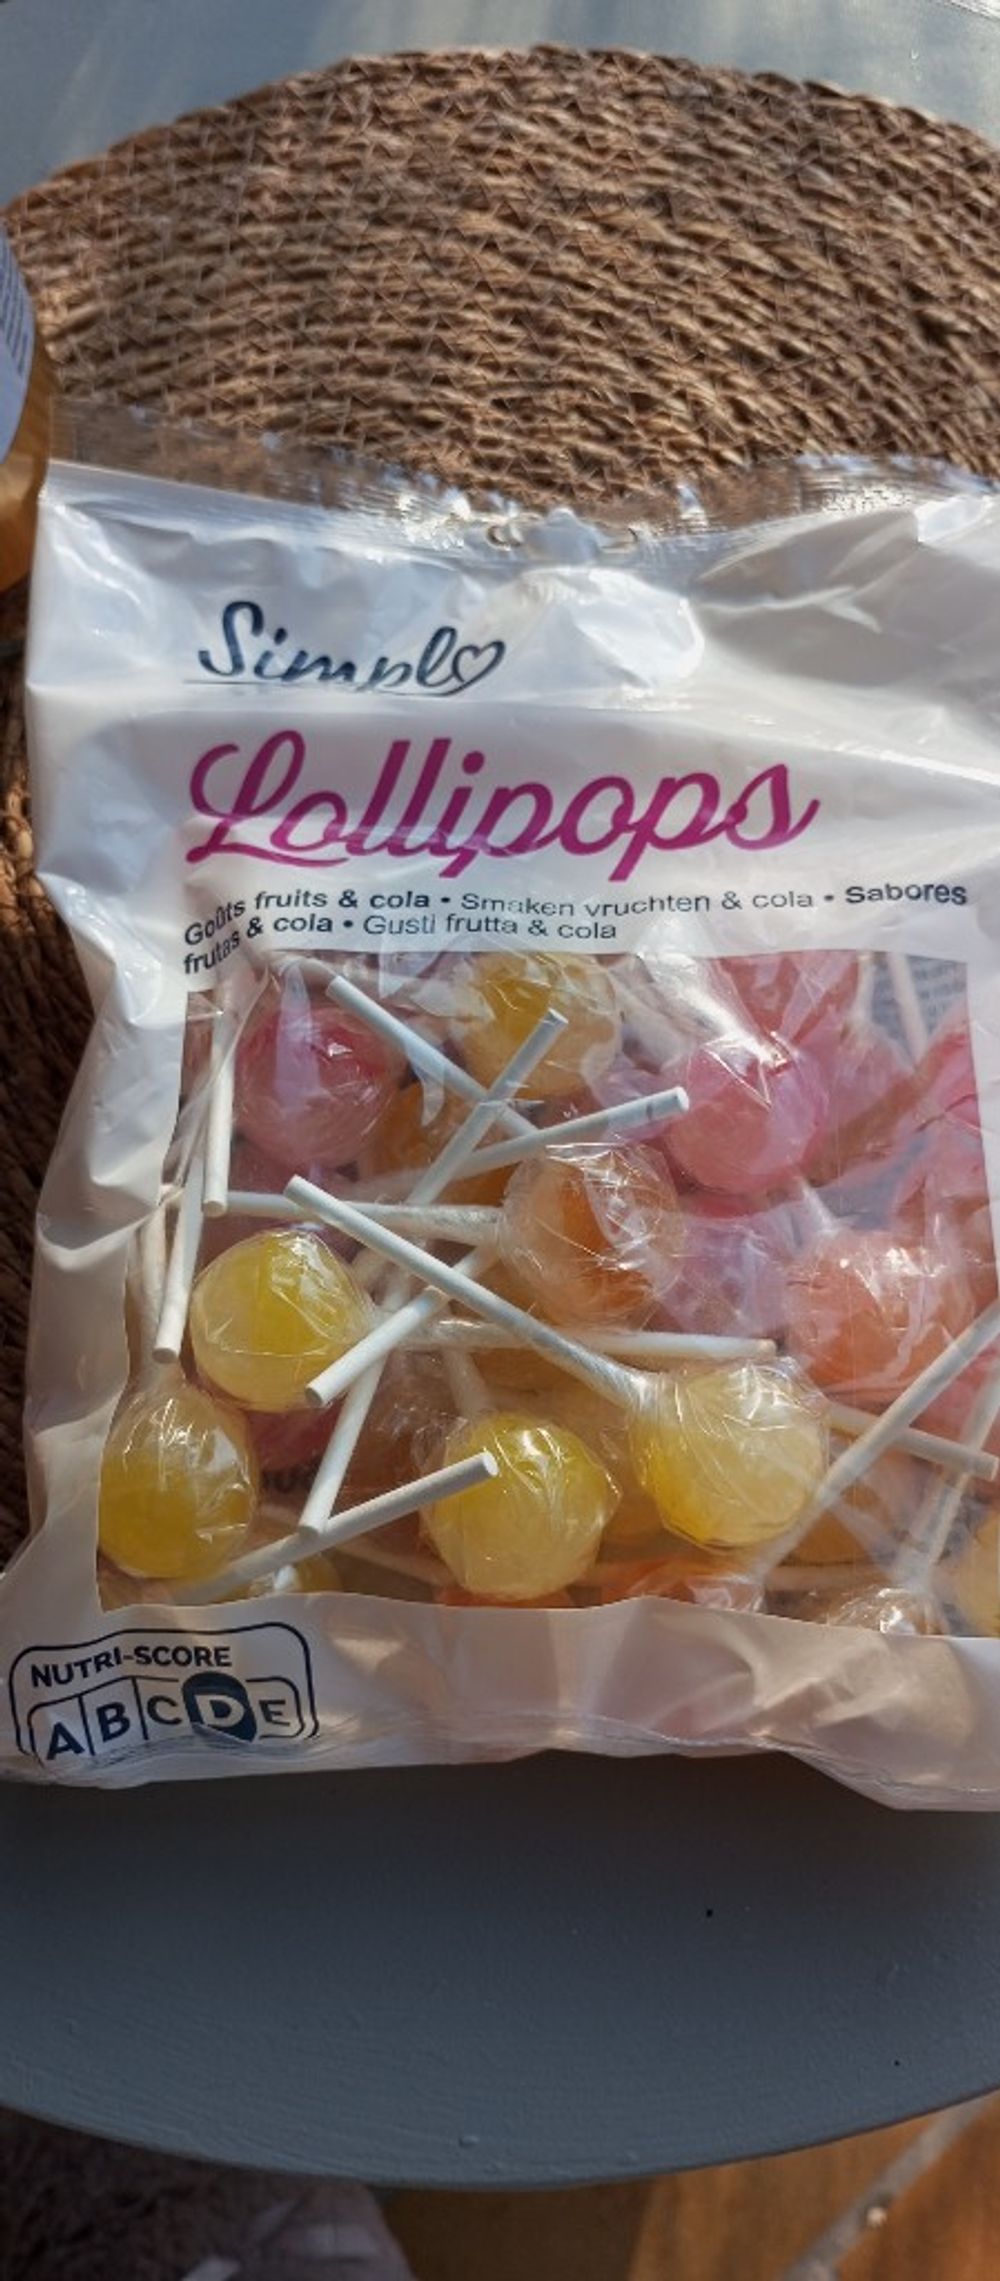 Simpl
Lollipops
Goûts fruits & cola • Smaken vruchten & cola • Sabores
frutas & cola • Gusti frutta & cola
NUTRI-SCORE
A B C D E